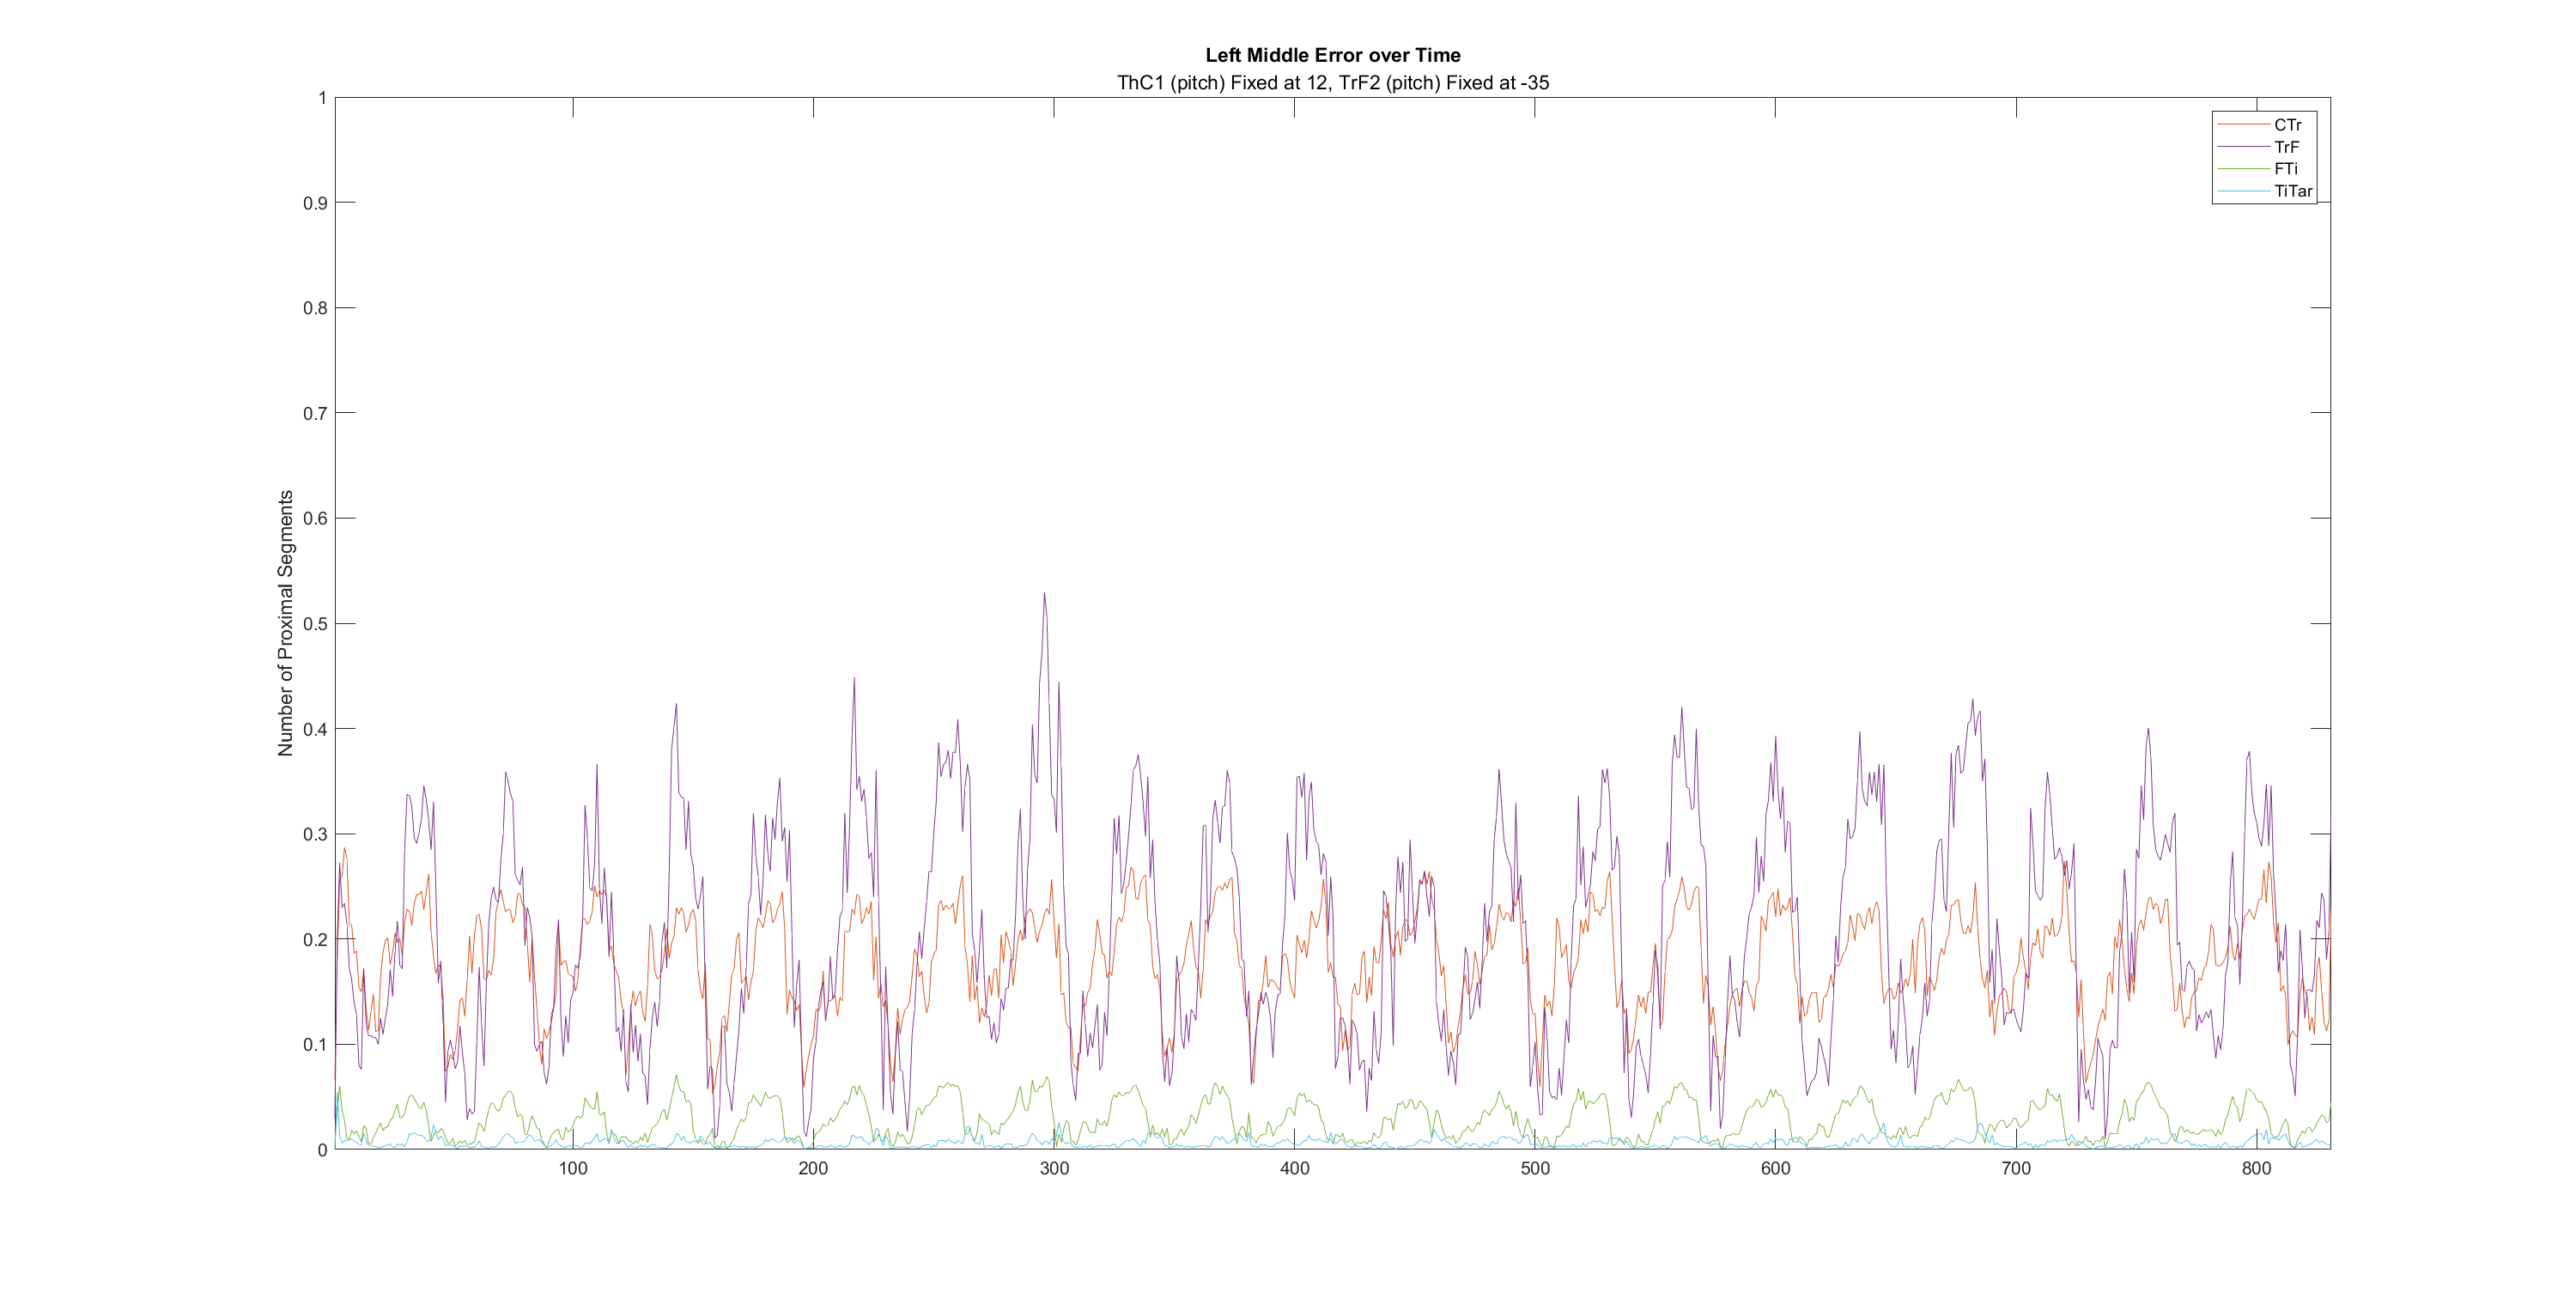 Left Middle Error over Time
ThC1 (pitch) Fixed at 12, TrF2 (pitch) Fixed at -35
CTr
TrF
FTi
TiTar
Number of Proximal Segments
1
0.9
0.8
0.7
0.6
0.5
0.4
0.3
0.2
0.1
0
100 200 300 400 500 600 700 800